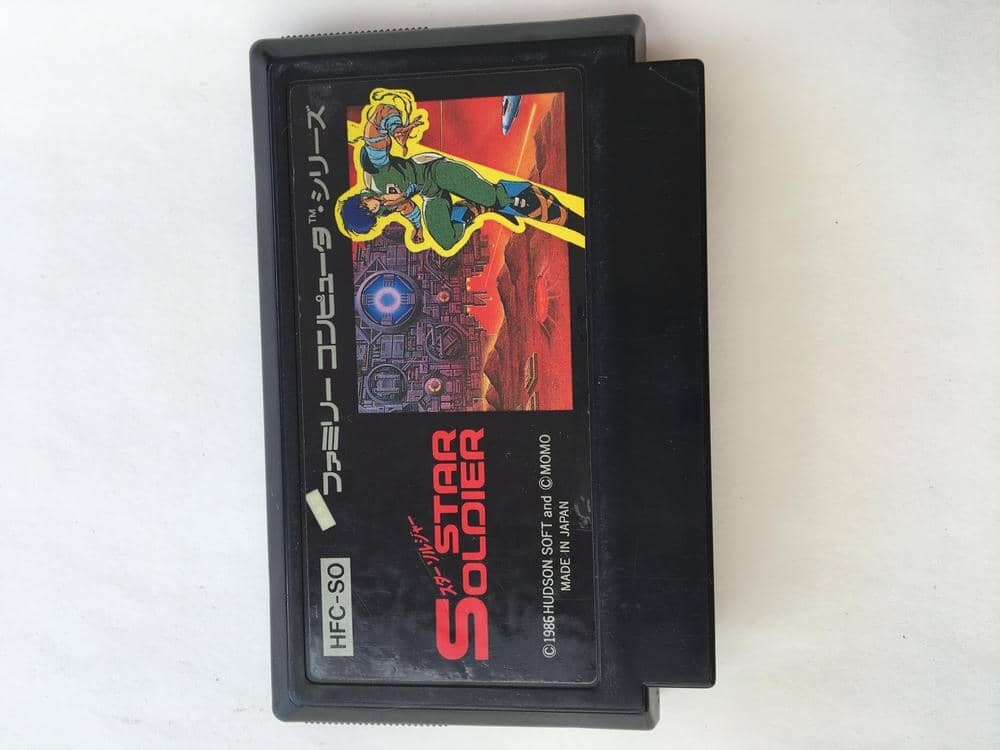 HFC-SO
ファミリー コンピュータ™・シリーズ
スター ソルジャー
STAR
SOLDIER
©1986 HUDSON SOFT and ©MOMO
MADE IN JAPAN